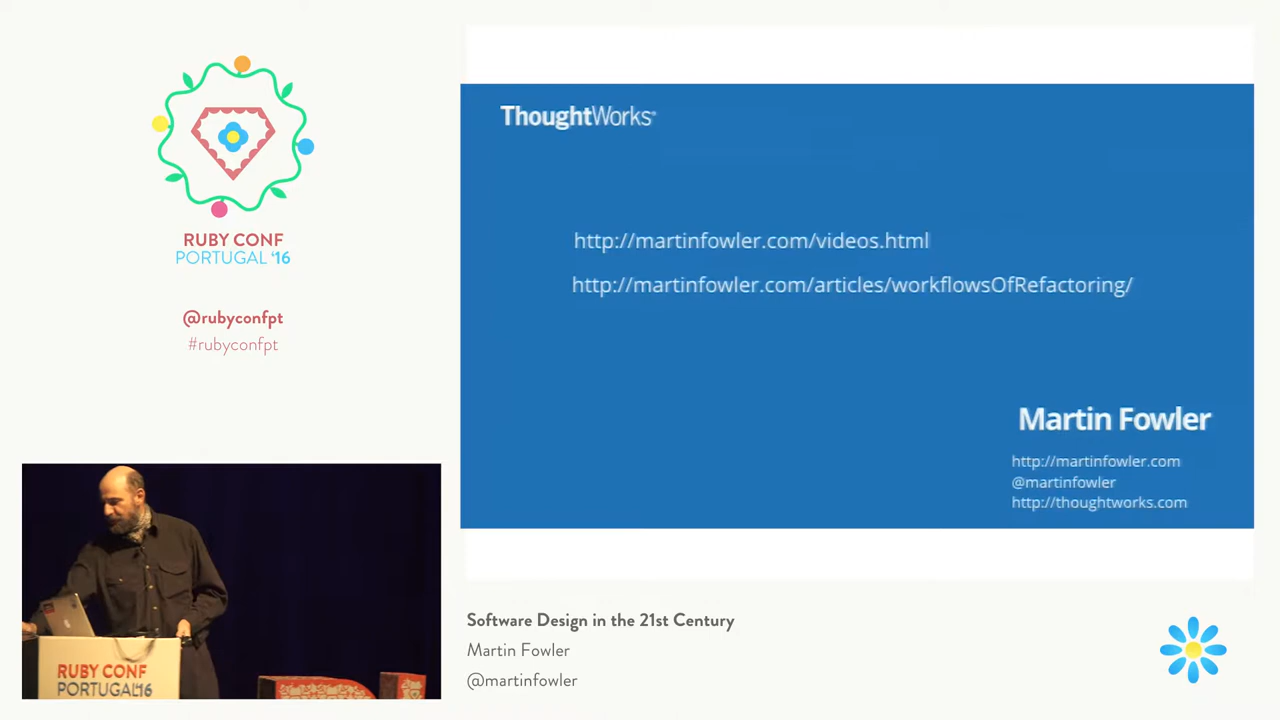 RUBY CONF
PORTUGAL '16
@rubyconfpt
#rubyconfpt
ThoughtWorks®
http://martinfowler.com/videos.html
http://martinfowler.com/articles/workflowsOfRefactoring/
Martin Fowler
http://martinfowler.com
@martinfowler
http://thoughtworks.com
RUBY CONF
PORTUGAL'16
Software Design in the 21st Century
Martin Fowler
@martinfowler